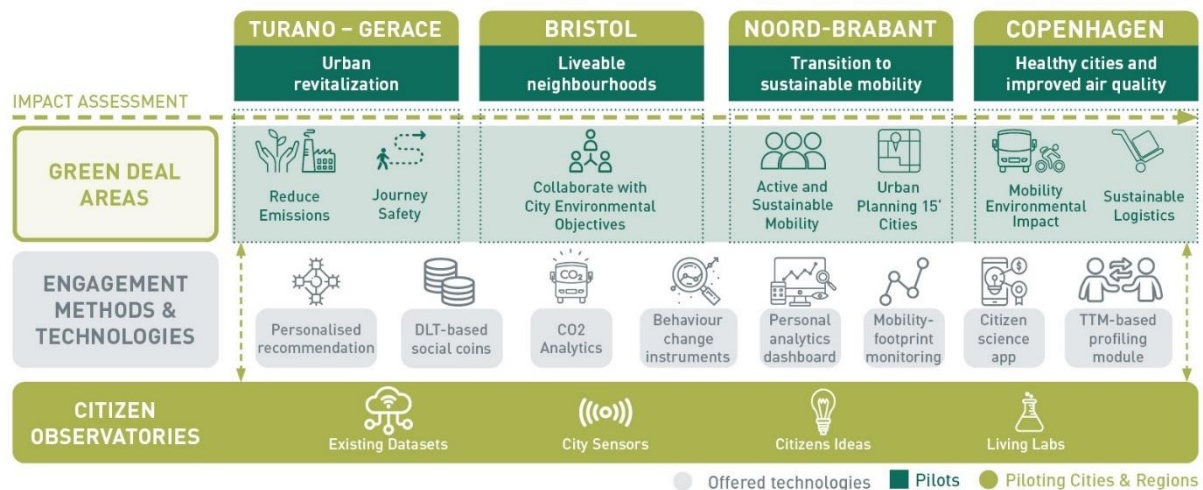 TURANO – GERACE
BRISTOL
NOORD-BRABANT
COPENHAGEN
Urban
revitalization
Liveable
neighbourhoods
Transition to
sustainable mobility
Healthy cities and
improved air quality
IMPACT ASSESSMENT
GREEN DEAL
AREAS
Reduce
Emissions
Journey
Safety
Collaborate with
City Environmental
Objectives
Active and
Sustainable
Mobility
Urban
Planning 15'
Cities
Mobility
Environmental
Impact
Sustainable
Logistics
ENGAGEMENT
METHODS &
TECHNOLOGIES
CO2
Personalised
recommendation
DLT-based
social coins
CO2
Analytics
Behaviour
change
instruments
Personal
analytics
dashboard
Mobility-
footprint
monitoring
Citizen
science
app
TTM-based
profiling
module
CITIZEN
OBSERVATORIES
Existing Datasets
City Sensors
Citizens Ideas
Living Labs
Offered technologies
Pilots
Piloting Cities & Regions